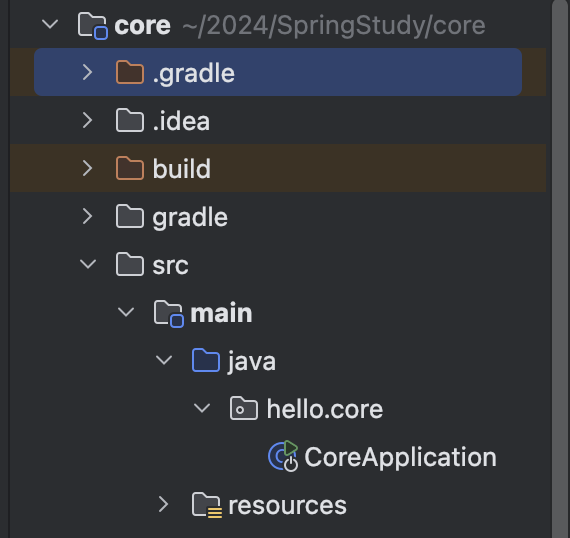 core ~/2024/SpringStudy/core
.gradle
.idea
build
gradle
src
main
java
hello.core
CoreApplication
resources